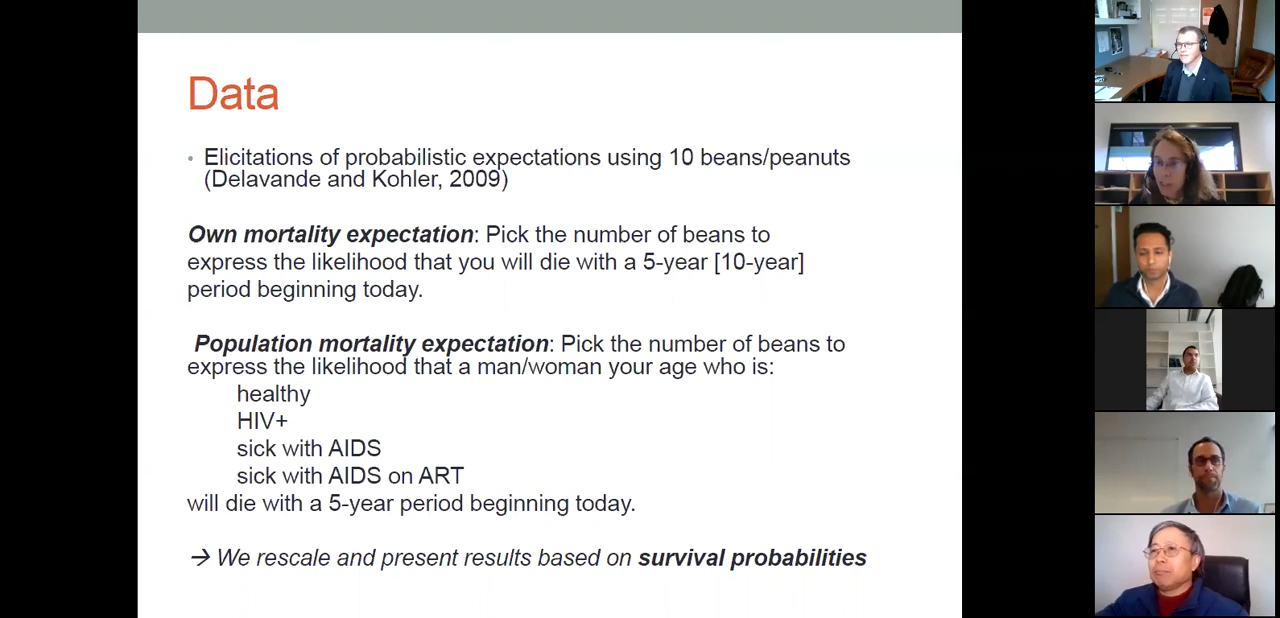 Data
• Elicitations of probabilistic expectations using 10 beans/peanuts
(Delavande and Kohler, 2009)
Own mortality expectation: Pick the number of beans to
express the likelihood that you will die with a 5-year [10-year]
period beginning today.
Population mortality expectation: Pick the number of beans to
express the likelihood that a man/woman your age who is:
healthy
HIV+
sick with AIDS
sick with AIDS on ART
will die with a 5-year period beginning today.
→ We rescale and present results based on survival probabilities